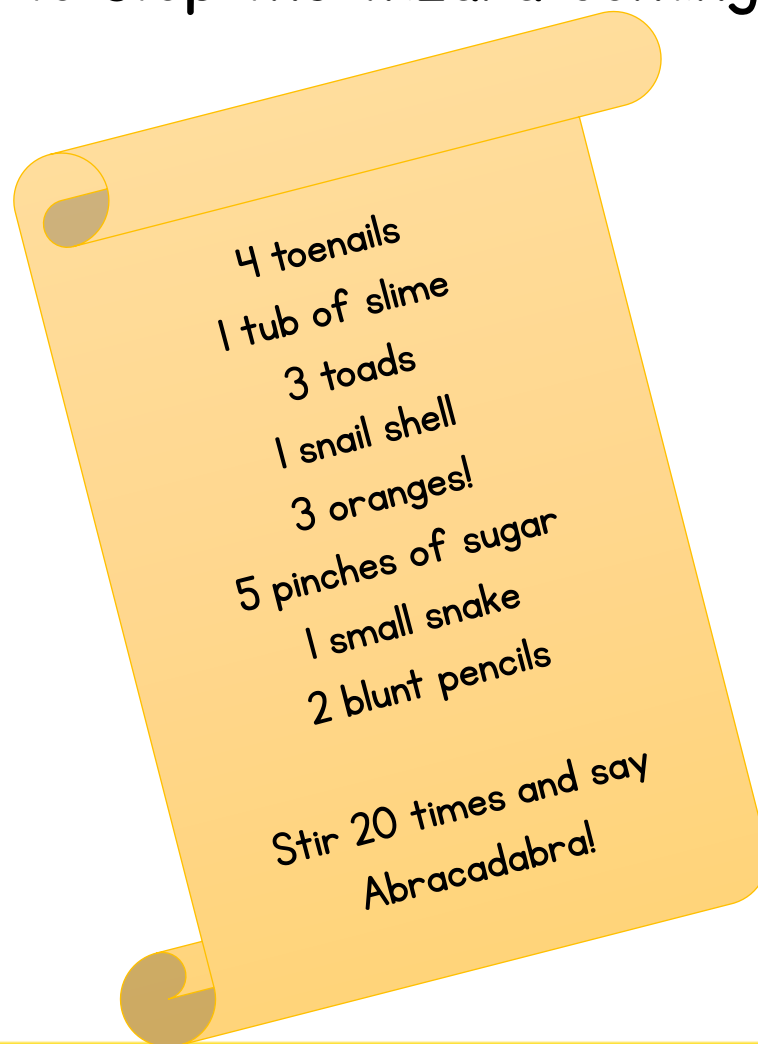 4 toenails
1 tub of slime
3 toads
1 snail shell
3 oranges!
5 pinches of sugar
1 small snake
2 blunt pencils
Stir 20 times and say
Abracadabra!